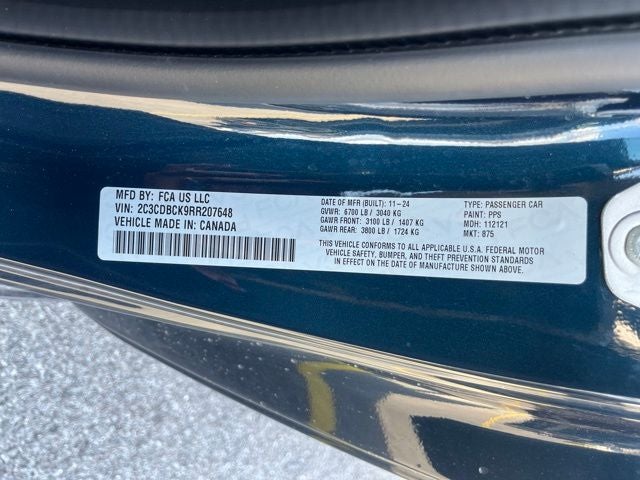 MFD BY: FCA US LLC
VIN: 2C3CDBCK9RR207648
VEHICLE MADE IN: CANADA
DATE OF MFR (BUILT): 11-24
GVWR: 6700 LB / 3040 KG
GAWR FRONT: 3100 LB / 1407 KG
GAWR REAR: 3800 LB / 1724 KG
TYPE: PASSENGER CAR
PAINT: PPS
MDH: 112121
MKT: 875
THIS VEHICLE CONFORMS TO ALL APPLICABLE U.S.A. FEDERAL MOTOR
VEHICLE SAFETY, BUMPER, AND THEFT PREVENTION STANDARDS
IN EFFECT ON THE DATE OF MANUFACTURE SHOWN ABOVE.